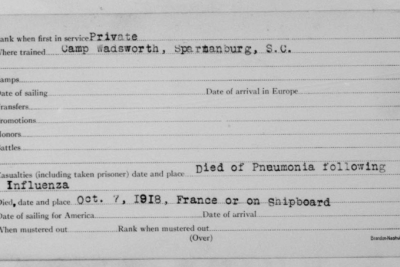 Rank when first in service Private
Where trained Camp Wadsworth, Spartanburg, S.C.
Camps
Date of sailing Date of arrival in Europe
Transfers
Promotions
Honors
Battles
Casualties (including taken prisoner) date and place Died of Pneumonia following
Influenza
Died, date and place Oct. 7, 1918, France or on Shipboard
Date of sailing for America Date of arrival
When mustered out Rank when mustered out
(Over)